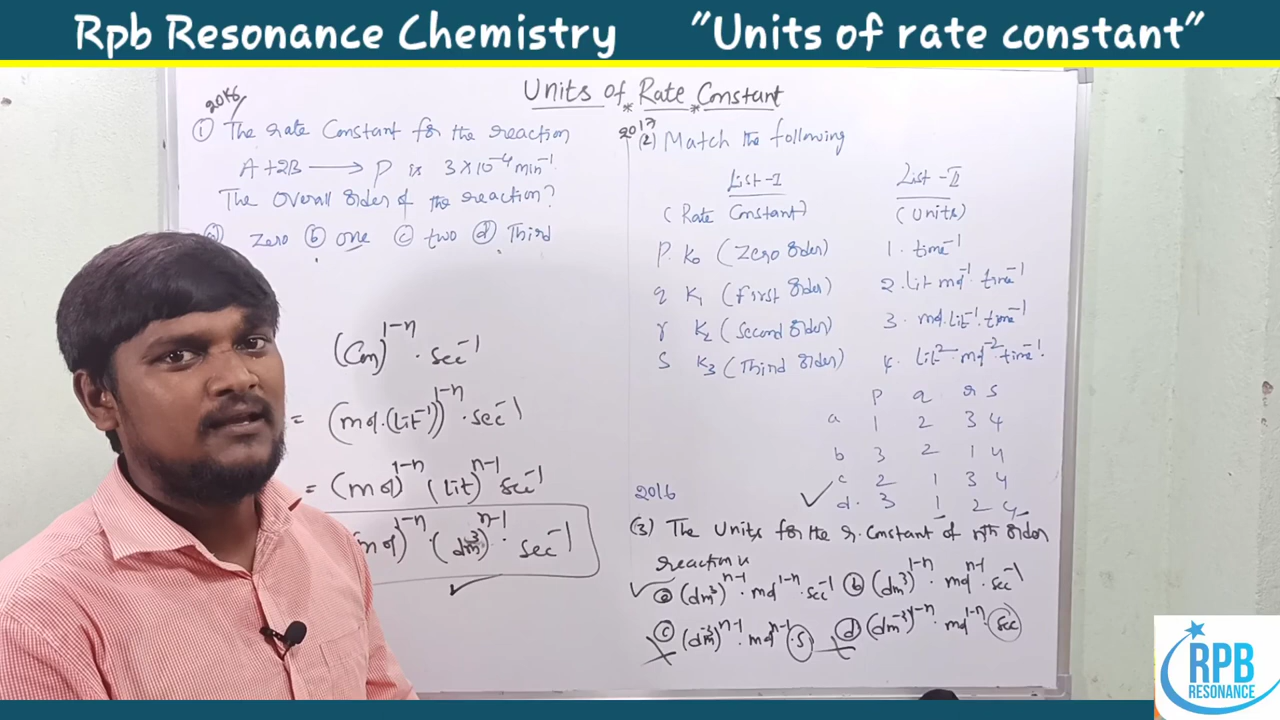 Rpb Resonance Chemistry "Units of rate constant"
Units of Rate Constant
2016
① The rate Constant for the reaction
A + 2B ⟶ P is 3×10⁻⁴ min⁻¹.
The overall order of the reaction?
zero ⓑ one ⓒ two ⓓ Third
(Con)¹⁻ⁿ · sec⁻¹
= (mol·(lit⁻¹))¹⁻ⁿ · sec⁻¹
= (mol)¹⁻ⁿ (lit)ⁿ⁻¹ sec⁻¹
mol)¹⁻ⁿ · (dm³)ⁿ⁻¹ · sec⁻¹
✓
2017
(2) Match the following
List-I List-II
(Rate Constant) (Units)
P. K₀ (Zero Order) 1. time⁻¹
q K₁ (First Order) 2. lit mol⁻¹ time⁻¹
r K₂ (Second Order) 3. mol. lit⁻¹. time⁻¹
S K₃ (Third Order) 4. lit² · mol⁻² · time⁻¹.
P q r s
a 1 2 3 4
b 3 2 1 4
c 2 1 3 4
✓ d. 3 1 2 4
2016
(3) The Units for the r. Constant of nth order
reaction is
✓ ⓐ (dm³)ⁿ⁻¹ · mol¹⁻ⁿ · sec⁻¹ ⓑ (dm³)¹⁻ⁿ · molⁿ⁻¹ · sec⁻¹
ⓒ (dm⁻³)ⁿ⁻¹ · molⁿ⁻¹ · s ⓓ (dm⁻³)¹⁻ⁿ · mol¹⁻ⁿ · sec
RPB
RESONANCE